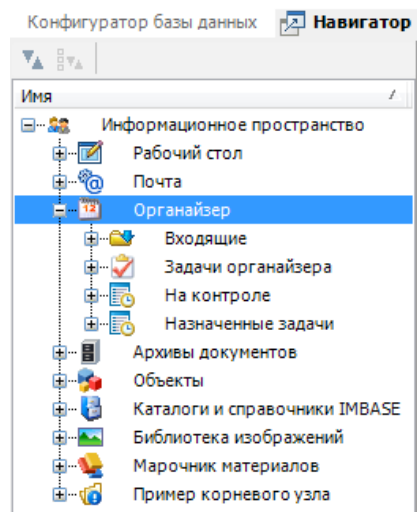 Конфигуратор базы данных Навигатор
Имя
Информационное пространство
Рабочий стол
Почта
12 Органайзер
Входящие
Задачи органайзера
На контроле
Назначенные задачи
Архивы документов
Объекты
Каталоги и справочники IMBASE
Библиотека изображений
Марочник материалов
Пример корневого узла